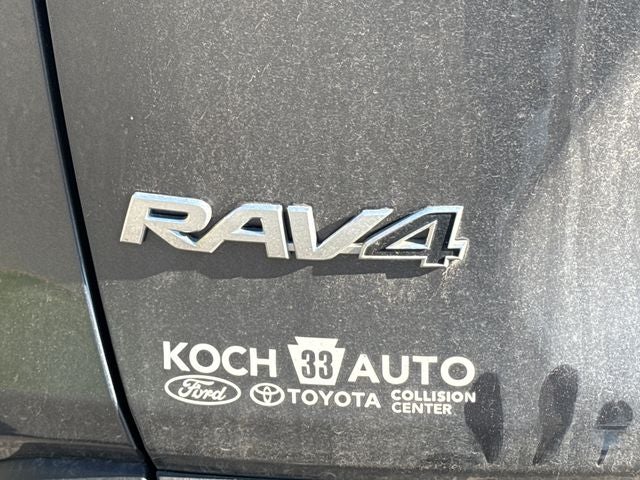 RAV4
KOCH 33 AUTO
Ford TOYOTA COLLISION CENTER